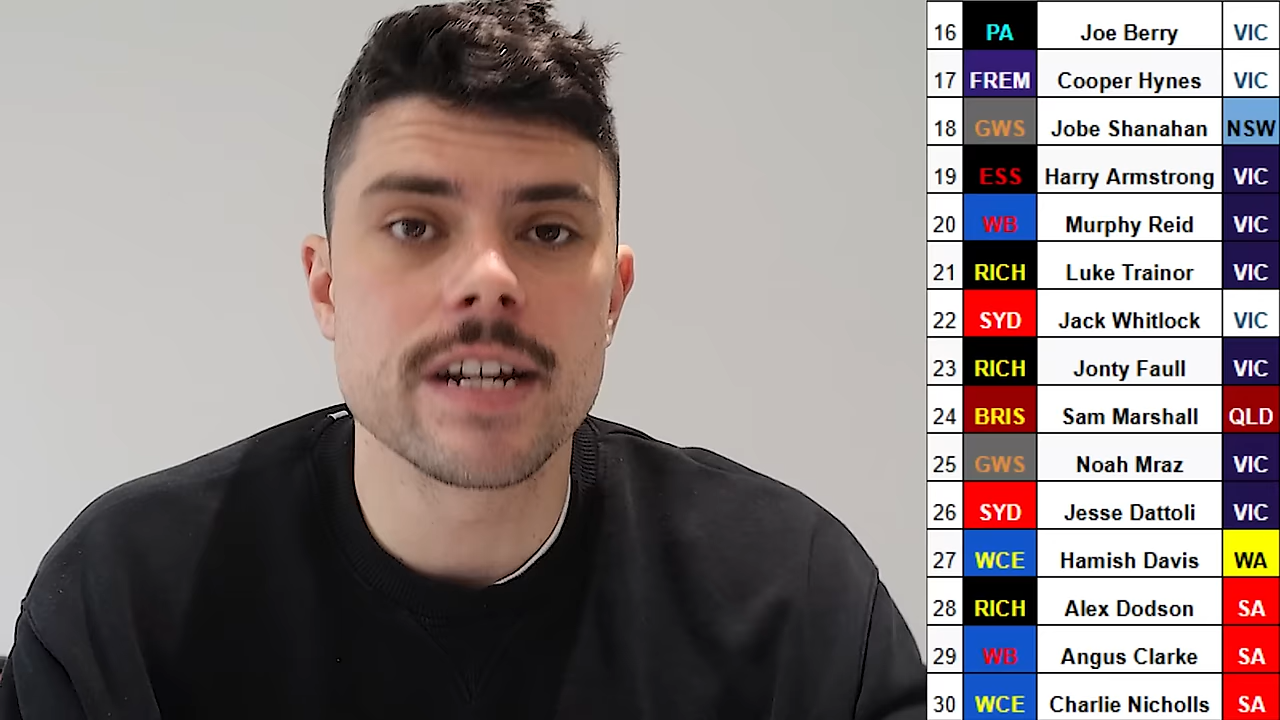 16 PA Joe Berry VIC
17 FREM Cooper Hynes VIC
18 GWS Jobe Shanahan NSW
19 ESS Harry Armstrong VIC
20 WB Murphy Reid VIC
21 RICH Luke Trainor VIC
22 SYD Jack Whitlock VIC
23 RICH Jonty Faull VIC
24 BRIS Sam Marshall QLD
25 GWS Noah Mraz VIC
26 SYD Jesse Dattoli VIC
27 WCE Hamish Davis WA
28 RICH Alex Dodson SA
29 WB Angus Clarke SA
30 WCE Charlie Nicholls SA